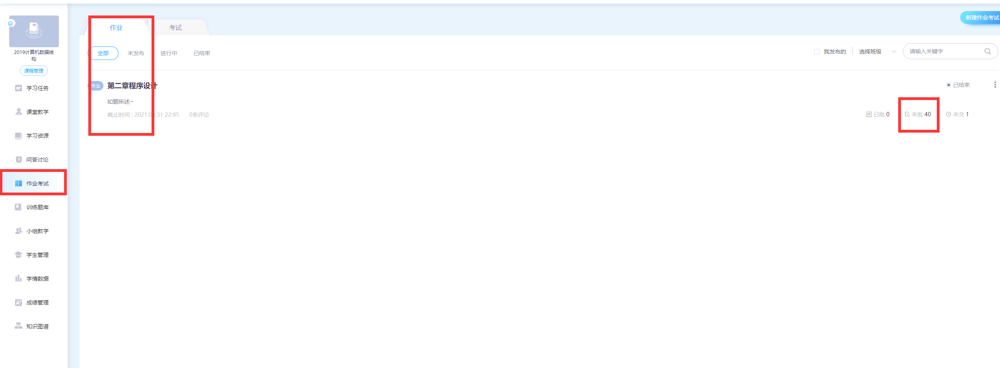 2019计算机数据结
构
课程管理
学习任务
课堂教学
学习资源
问答讨论
作业考试
训练题库
小组教学
学生管理
学情数据
成绩管理
知识图谱
作业 考试
新建作业考试
全部 未发布 进行中 已结束
我发布的 选择班级 请输入关键字
作业 第二章程序设计
已结束
如题所述~
截止时间 : 2021. .31 22:45 0条评论
已批 0 未批 40 未交 1